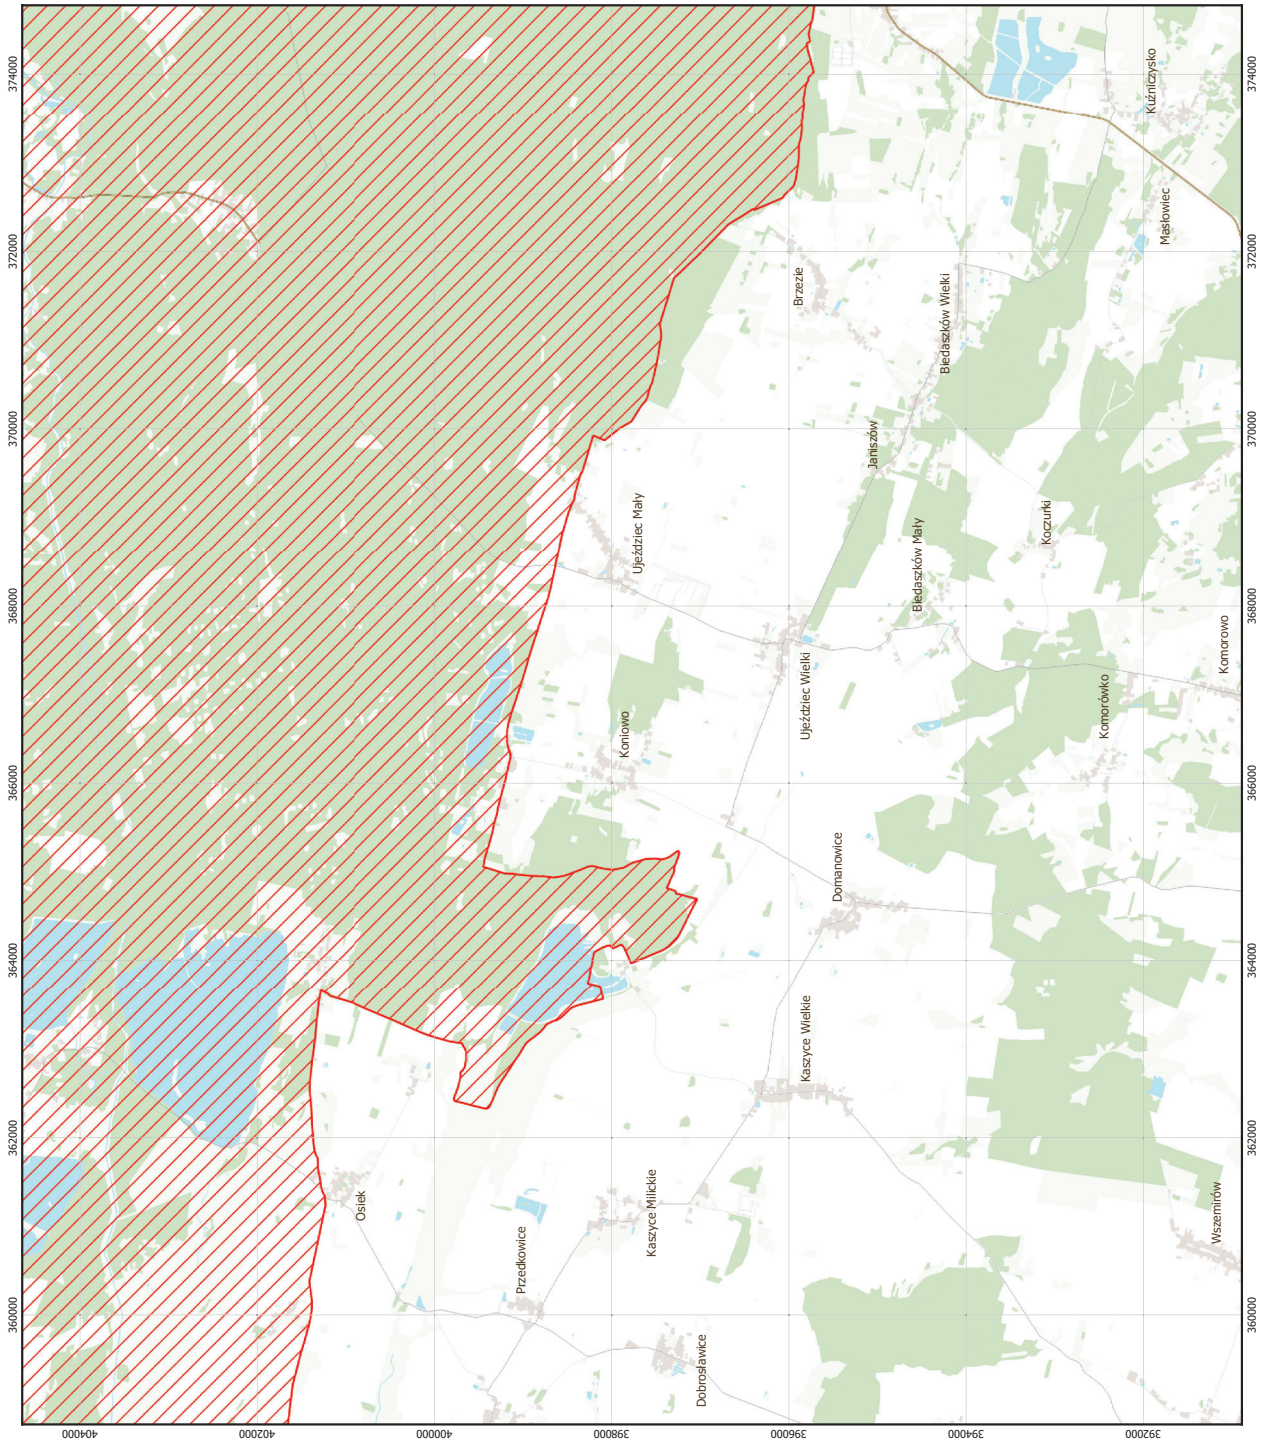 360000
362000
364000
366000
368000
370000
372000
374000
404000
402000
Osiek
400000
Przedkowice
398000
Koniowo
Ujeździec Mały
Kaszyce Milickie
Dobrosławice
396000
Brzezie
Kaszyce Wielkie
Ujeździec Wielki
Domanowice
Janiszów
Biedaszków Mały
Biedaszków Wielki
394000
Koczurki
Komorówko
392000
Kuźniczysko
Masłowiec
Wszemirów
Komorowo
360000
362000
364000
366000
368000
370000
372000
374000